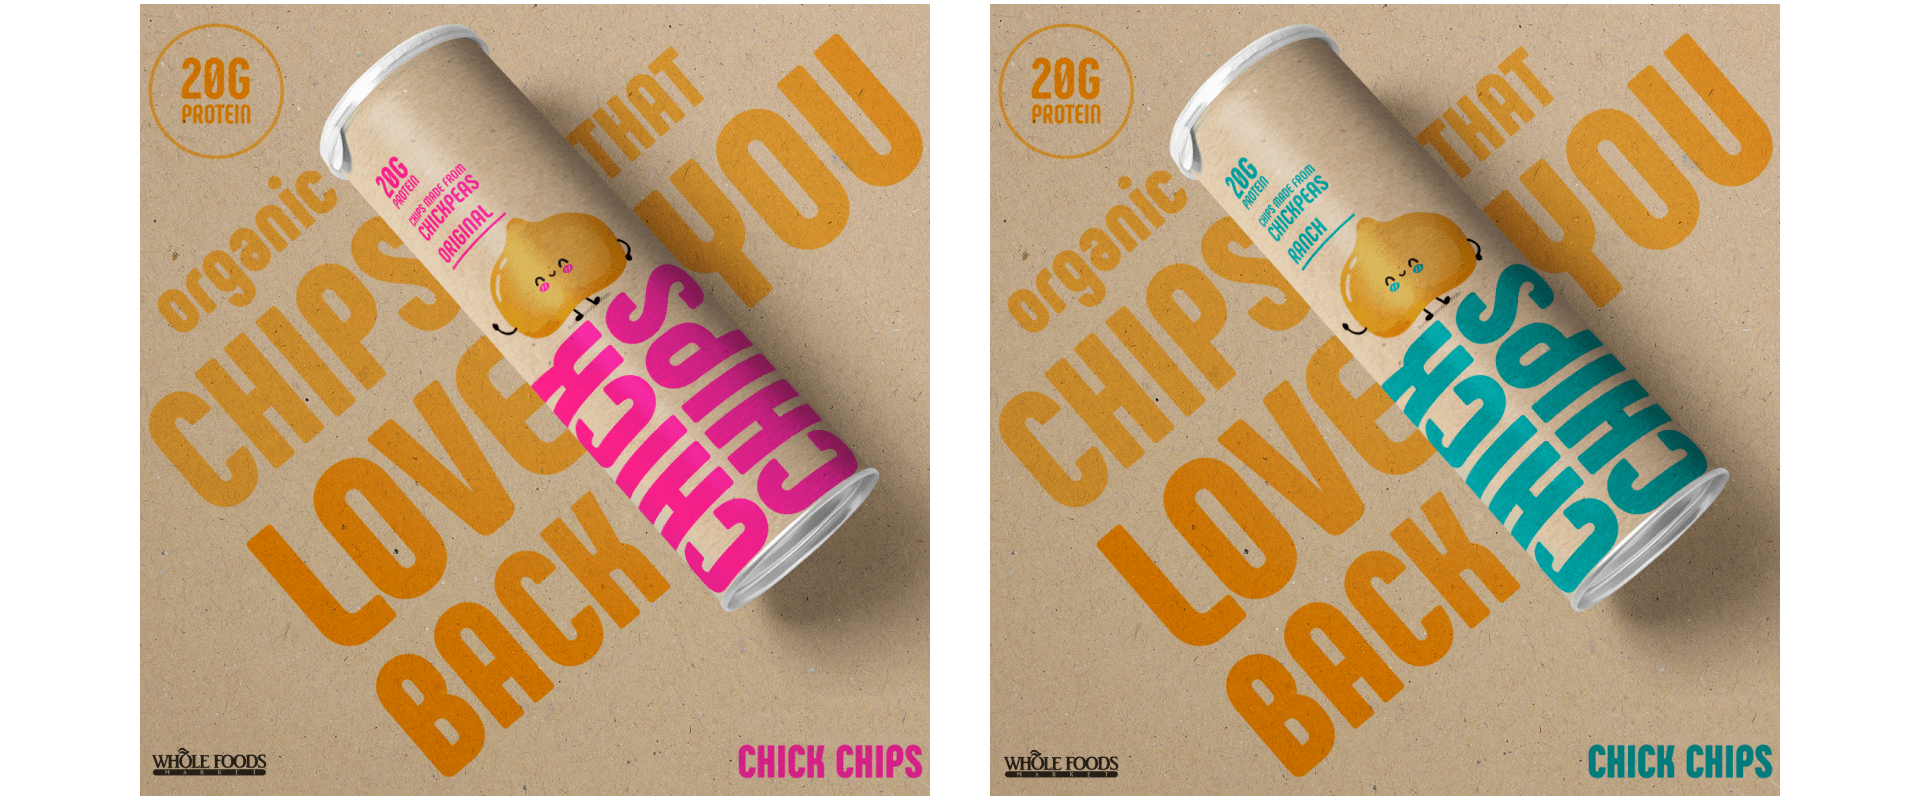 20G
PROTEIN
organic
CHIPS THAT
LOVE YOU
BACK
20G
PROTEIN
CHIPS MADE FROM
CHICKPEAS
ORIGINAL
CHICK
CHIPS
WHOLE FOODS
MARKET
CHICK CHIPS
20G
PROTEIN
organic
CHIPS THAT
LOVE YOU
BACK
20G
PROTEIN
CHIPS MADE FROM
CHICKPEAS
RANCH
CHICK
CHIPS
WHOLE FOODS
MARKET
CHICK CHIPS